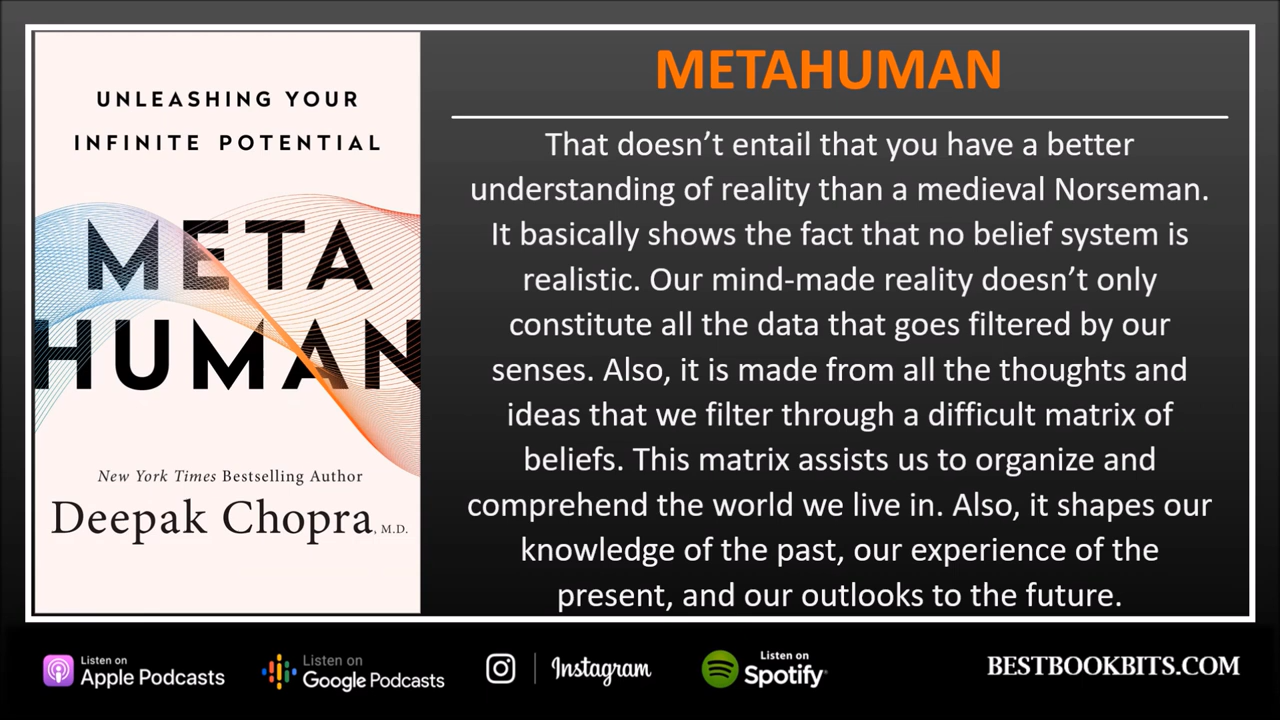 UNLEASHING YOUR
INFINITE POTENTIAL
META
HUMAN
New York Times Bestselling Author
Deepak Chopra, M.D.
METAHUMAN
That doesn’t entail that you have a better
understanding of reality than a medieval Norseman.
It basically shows the fact that no belief system is
realistic. Our mind-made reality doesn’t only
constitute all the data that goes filtered by our
senses. Also, it is made from all the thoughts and
ideas that we filter through a difficult matrix of
beliefs. This matrix assists us to organize and
comprehend the world we live in. Also, it shapes our
knowledge of the past, our experience of the
present, and our outlooks to the future.
Listen on
Apple Podcasts
Listen on
Google Podcasts
Instagram
Listen on
Spotify
BESTBOOKBITS.COM